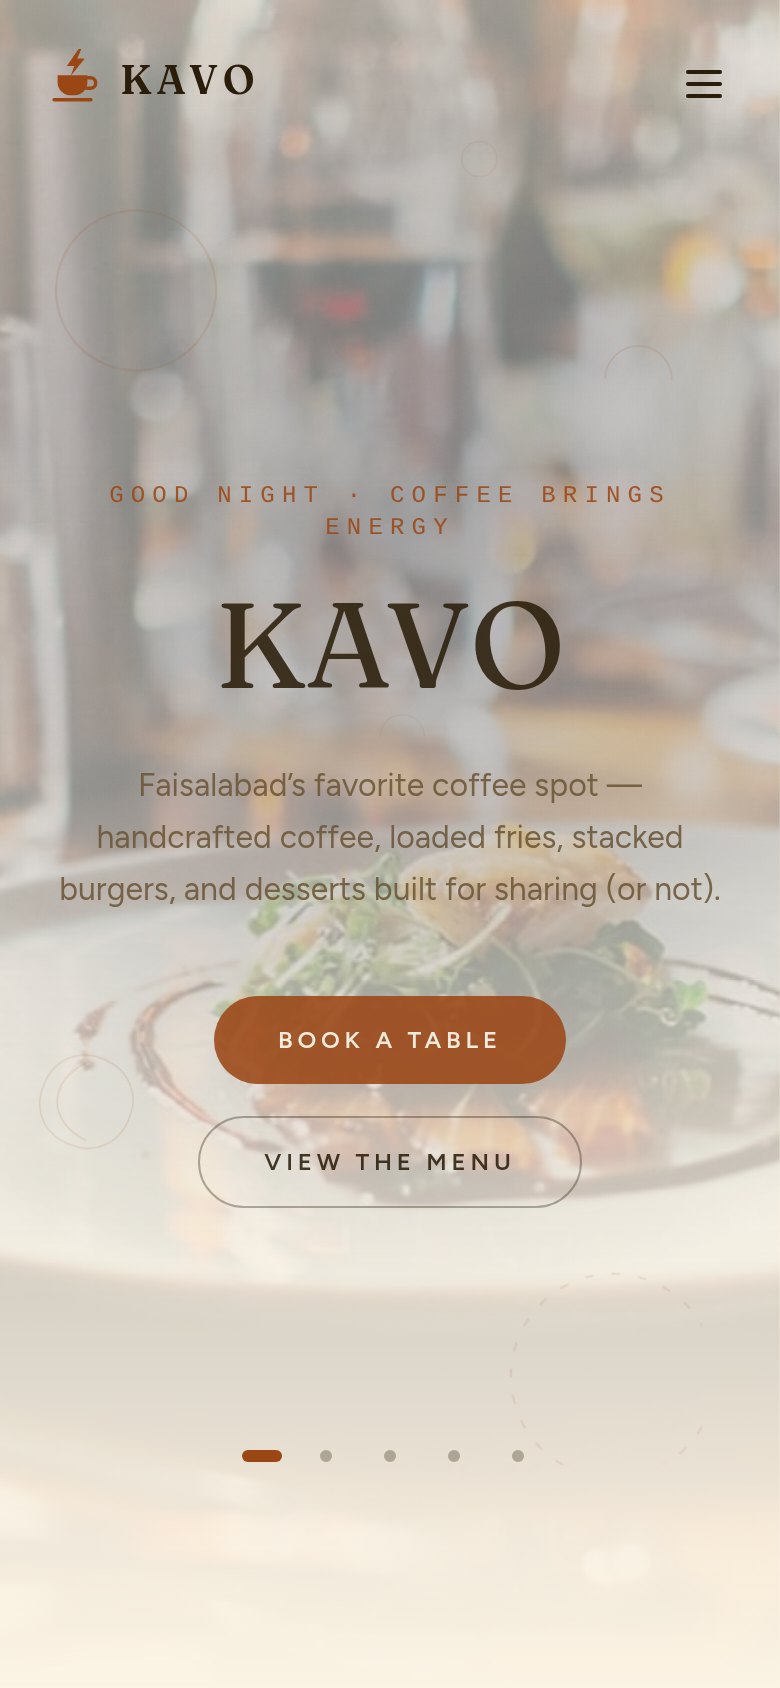 KAVO
GOOD NIGHT · COFFEE BRINGS
ENERGY
KAVO
Faisalabad’s favorite coffee spot —
handcrafted coffee, loaded fries, stacked
burgers, and desserts built for sharing (or not).
BOOK A TABLE
VIEW THE MENU